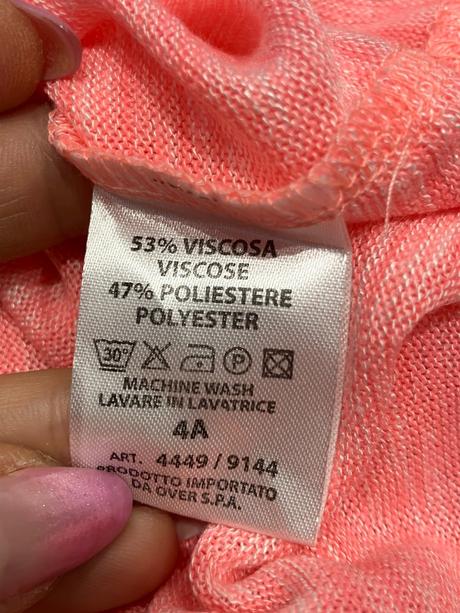 53% VISCOSA
VISCOSE
47% POLIESTERE
POLYESTER
30°
P
MACHINE WASH
LAVARE IN LAVATRICE
4A
ART. 4449 / 9144
PRODOTTO IMPORTATO
DA OVER S.P.A.